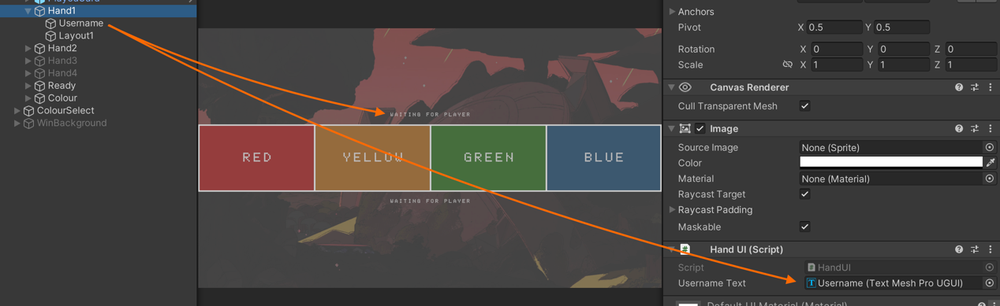 Hand1
Username
Layout1
Hand2
Hand3
Hand4
Ready
Colour
ColourSelect
WinBackground
WAITING FOR PLAYER
RED YELLOW GREEN BLUE
WAITING FOR PLAYER
Anchors
Pivot X 0.5 Y 0.5
Rotation X 0 Y 0 Z 0
Scale X 1 Y 1 Z 1
Canvas Renderer
Cull Transparent Mesh
Image
Source Image None (Sprite)
Color
Material None (Material)
Raycast Target
Raycast Padding
Maskable
# Hand UI (Script)
Script # HandUI
Username Text T Username (Text Mesh Pro UGUI)
Default UI Material (Material)